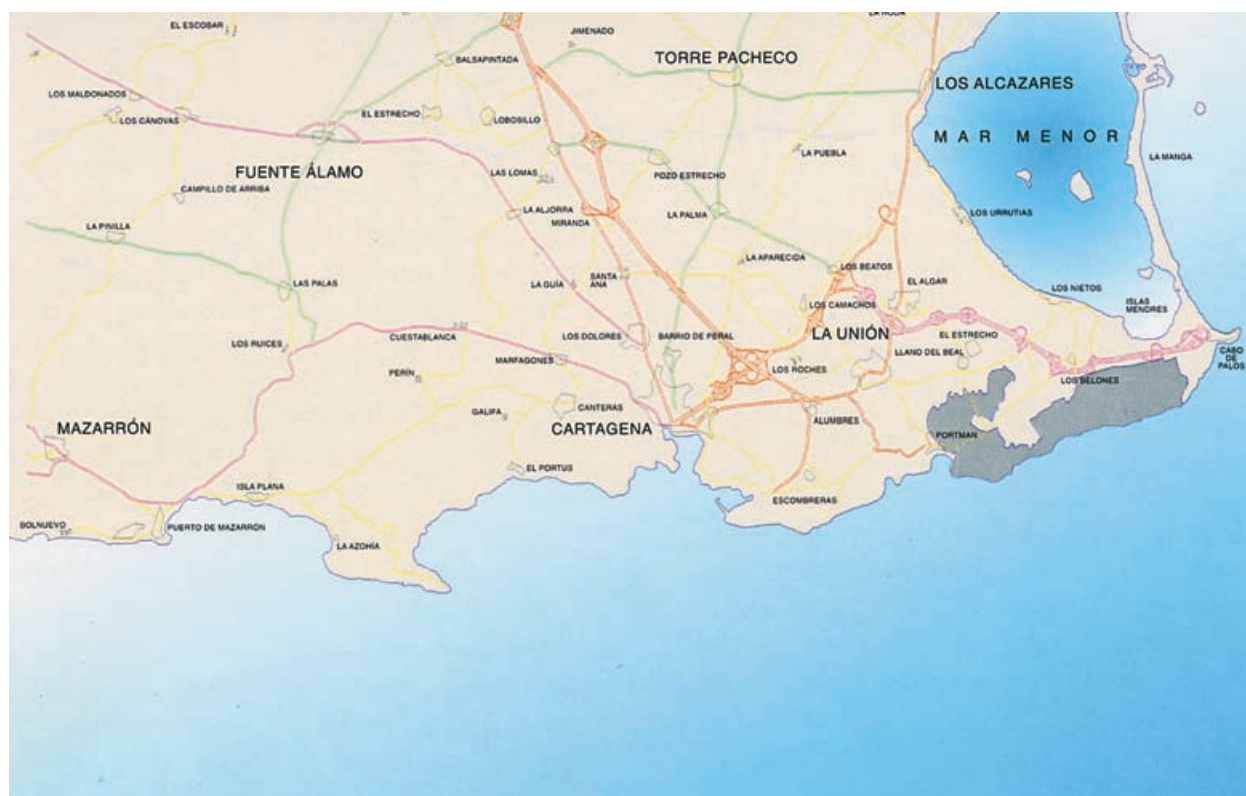 EL ESCOBAR
JIMENADO
BALSAPINTADA
TORRE PACHECO
LOS ALCAZARES
LOS MALDONADOS
LOS CÁNOVAS
EL ESTRECHO
LOBOSILLO
MAR MENOR
LA PUEBLA
LA MANGA
FUENTE ÁLAMO
LAS LOMAS
POZO ESTRECHO
CAMPILLO DE ARRIBA
LA ALJORRA
MIRANDA
LA PALMA
LOS URRUTIAS
LA PINILLA
LA APARECIDA
LOS BEATOS
LAS PALAS
LA GUÍA
SANTA
ANA
EL ALGAR
LOS NIETOS
ISLAS
MENORES
LOS CAMACHOS
CUESTABLANCA
LOS DOLORES
BARRIO DE PERAL
LA UNIÓN
EL ESTRECHO
LOS RUICES
MARFAGONES
LLANO DEL BEAL
CABO
DE
PALOS
PERÍN
LOS ROCHES
LOS BELONES
GALIFA
CANTERAS
MAZARRÓN
CARTAGENA
ALUMBRES
PORTMAN
EL PORTUS
ISLA PLANA
ESCOMBRERAS
BOLNUEVO
PUERTO DE MAZARRÓN
LA AZOHÍA